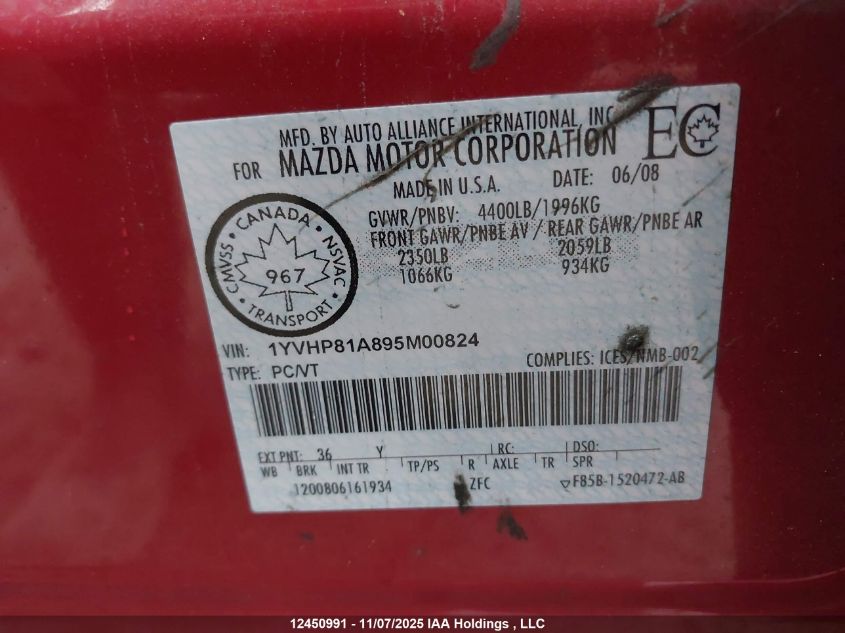 MFD. BY AUTO ALLIANCE INTERNATIONAL, INC
FOR MAZDA MOTOR CORPORATION EC
MADE IN U.S.A. DATE: 06/08
GVWR/PNBV: 4400LB/1996KG
FRONT GAWR/PNBE AV / REAR GAWR/PNBE AR
2350LB 2059LB
1066KG 934KG
CANADA
CMVSS NSVAC
967
TRANSPORT
VIN: 1YVHP81A895M00824
TYPE: PC/VT COMPLIES: ICES/NMB-002
EXT PNT: 36 Y RC: DSO:
WB BRK INT TR TP/PS R AXLE TR SPR
1200806161934 ZFC F85B-1520472-AB
12450991 - 11/07/2025 IAA Holdings , LLC